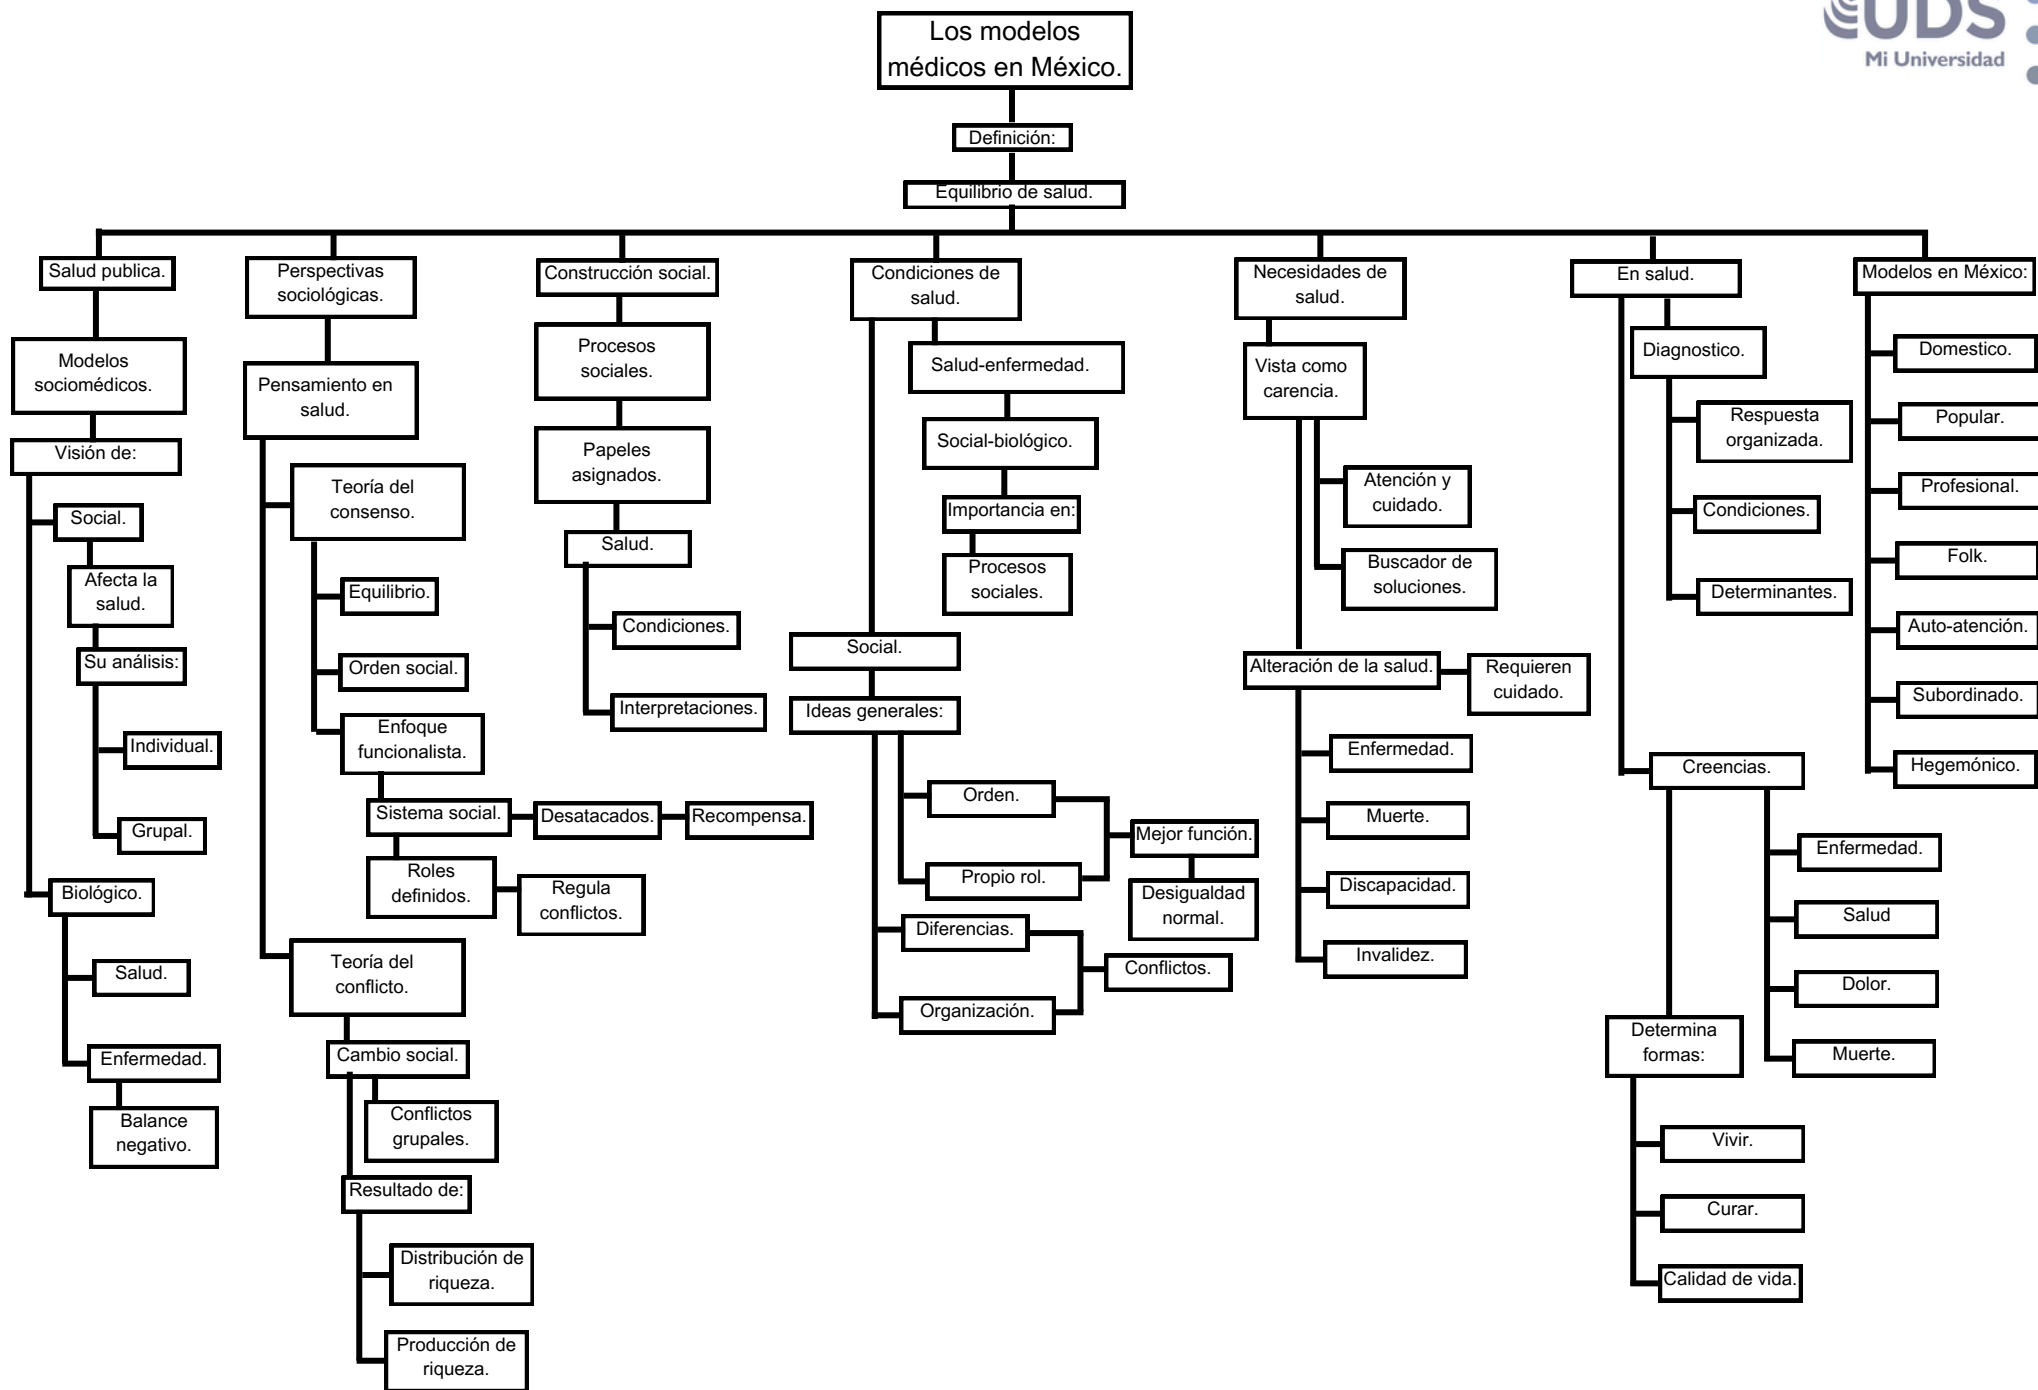 UDS
Mi Universidad
Los modelos
médicos en México.
Definición:
Equilibrio de salud.
Salud publica.
Modelos
sociomédicos.
Visión de:
Social.
Afecta la
salud.
Su análisis:
Individual.
Grupal.
Biológico.
Salud.
Enfermedad.
Balance
negativo.
Perspectivas
sociológicas.
Pensamiento en
salud.
Teoría del
consenso.
Equilibrio.
Orden social.
Enfoque
funcionalista.
Sistema social.
Desatacados.
Recompensa.
Roles
definidos.
Regula
conflictos.
Teoría del
conflicto.
Cambio social.
Conflictos
grupales.
Resultado de:
Distribución de
riqueza.
Producción de
riqueza.
Construcción social.
Procesos
sociales.
Papeles
asignados.
Salud.
Condiciones.
Interpretaciones.
Condiciones de
salud.
Salud-enfermedad.
Social-biológico.
Importancia en:
Procesos
sociales.
Social.
Ideas generales:
Orden.
Propio rol.
Mejor función.
Desigualdad
normal.
Diferencias.
Organización.
Conflictos.
Necesidades de
salud.
Vista como
carencia.
Atención y
cuidado.
Buscador de
soluciones.
Alteración de la salud.
Requieren
cuidado.
Enfermedad.
Muerte.
Discapacidad.
Invalidez.
En salud.
Diagnostico.
Respuesta
organizada.
Condiciones.
Determinantes.
Creencias.
Enfermedad.
Salud
Dolor.
Muerte.
Determina
formas:
Vivir.
Curar.
Calidad de vida.
Modelos en México:
Domestico.
Popular.
Profesional.
Folk.
Auto-atención.
Subordinado.
Hegemónico.